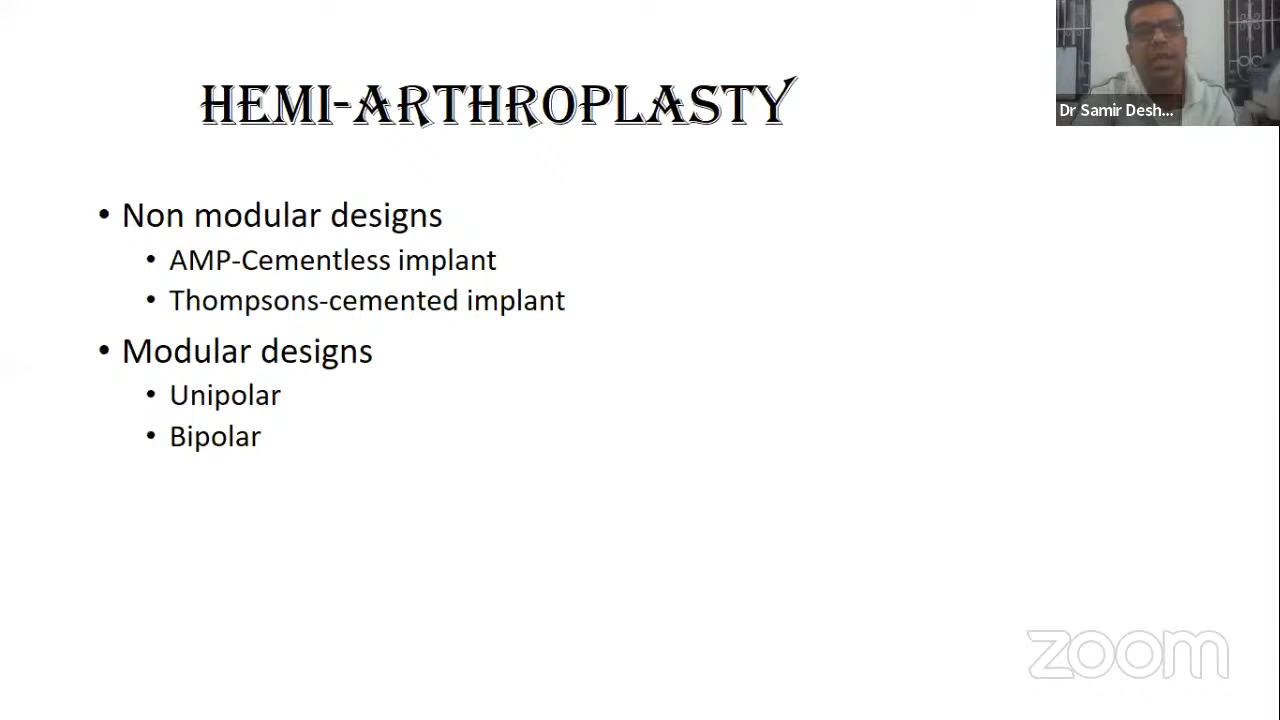 HEMI-ARTHROPLASTY
• Non modular designs
• AMP-Cementless implant
• Thompsons-cemented implant
• Modular designs
• Unipolar
• Bipolar
Dr Samir Desh...
zoom